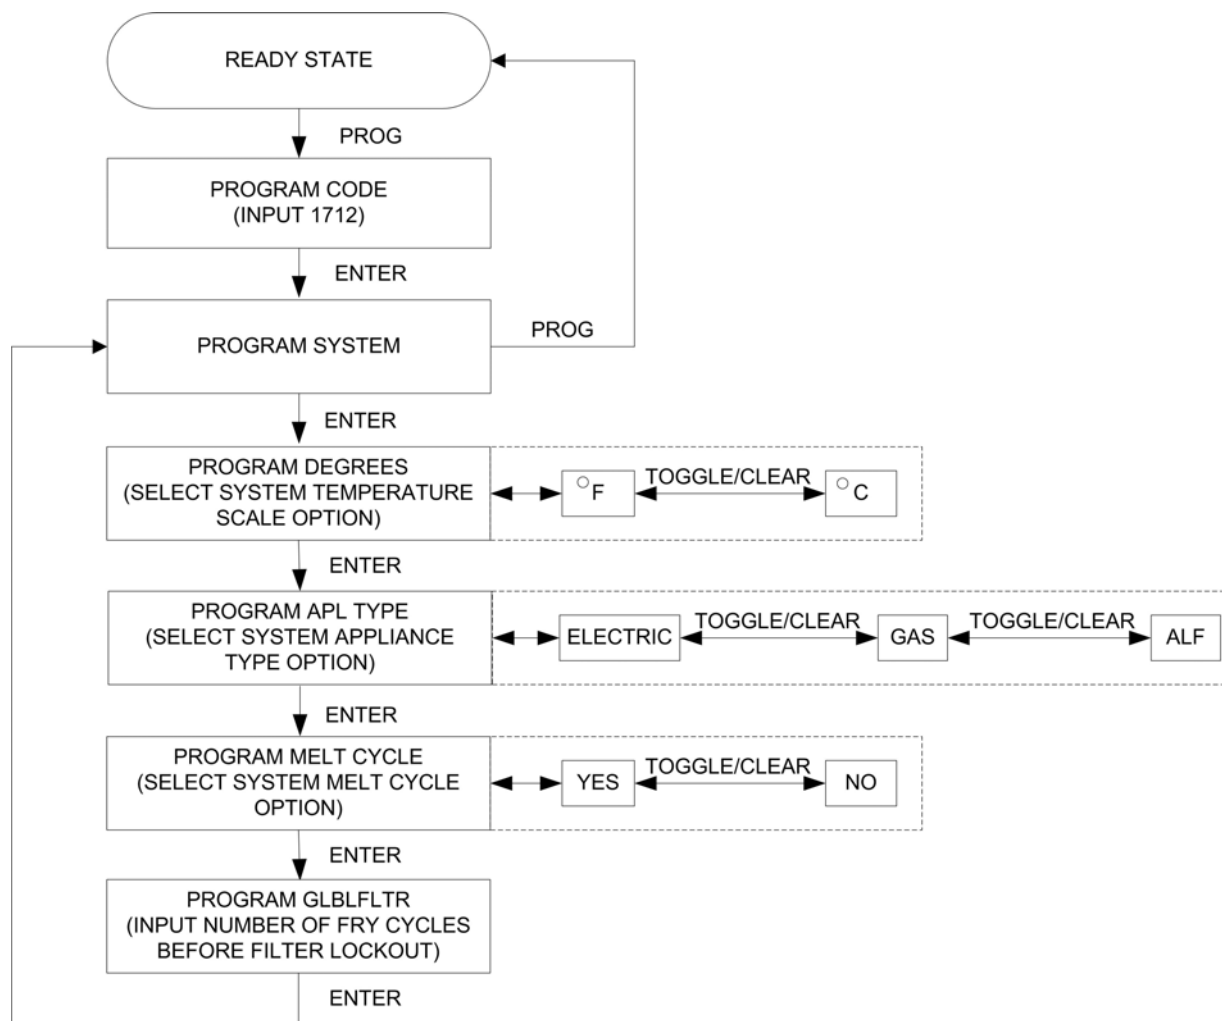 READY STATE
PROG
PROGRAM CODE
(INPUT 1712)
ENTER
PROGRAM SYSTEM
PROG
ENTER
PROGRAM DEGREES
(SELECT SYSTEM TEMPERATURE
SCALE OPTION)
°F
TOGGLE/CLEAR
°C
ENTER
PROGRAM APL TYPE
(SELECT SYSTEM APPLIANCE
TYPE OPTION)
ELECTRIC
TOGGLE/CLEAR
GAS
TOGGLE/CLEAR
ALF
ENTER
PROGRAM MELT CYCLE
(SELECT SYSTEM MELT CYCLE
OPTION)
YES
TOGGLE/CLEAR
NO
ENTER
PROGRAM GLBLFLTR
(INPUT NUMBER OF FRY CYCLES
BEFORE FILTER LOCKOUT)
ENTER